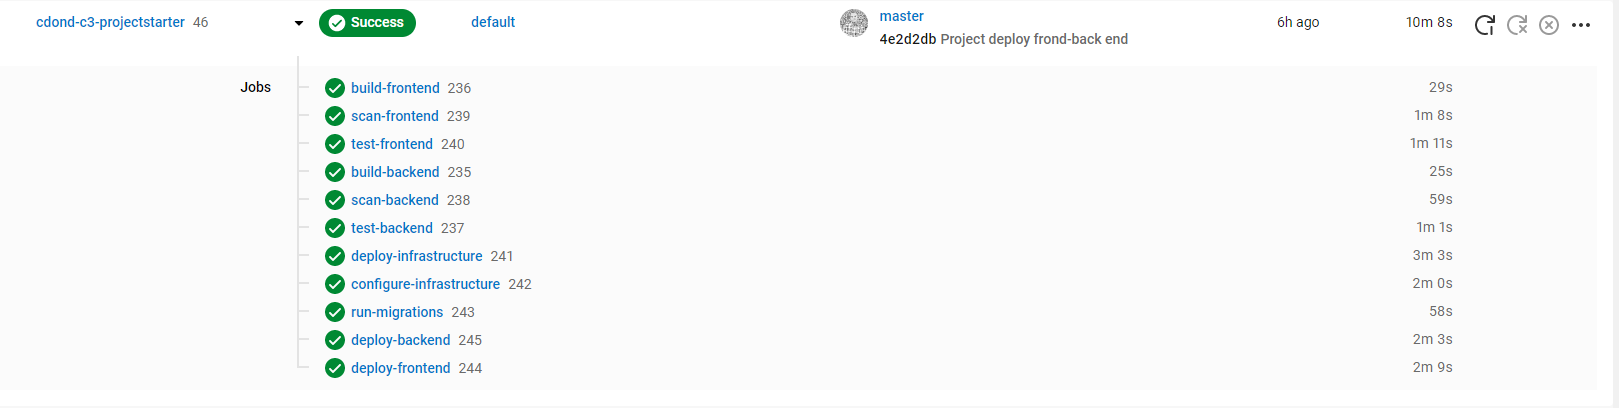 cdond-c3-projectstarter 46 Success default master 6h ago 10m 8s
4e2d2db Project deploy frond-back end
Jobs build-frontend 236 29s
scan-frontend 239 1m 8s
test-frontend 240 1m 11s
build-backend 235 25s
scan-backend 238 59s
test-backend 237 1m 1s
deploy-infrastructure 241 3m 3s
configure-infrastructure 242 2m 0s
run-migrations 243 58s
deploy-backend 245 2m 3s
deploy-frontend 244 2m 9s